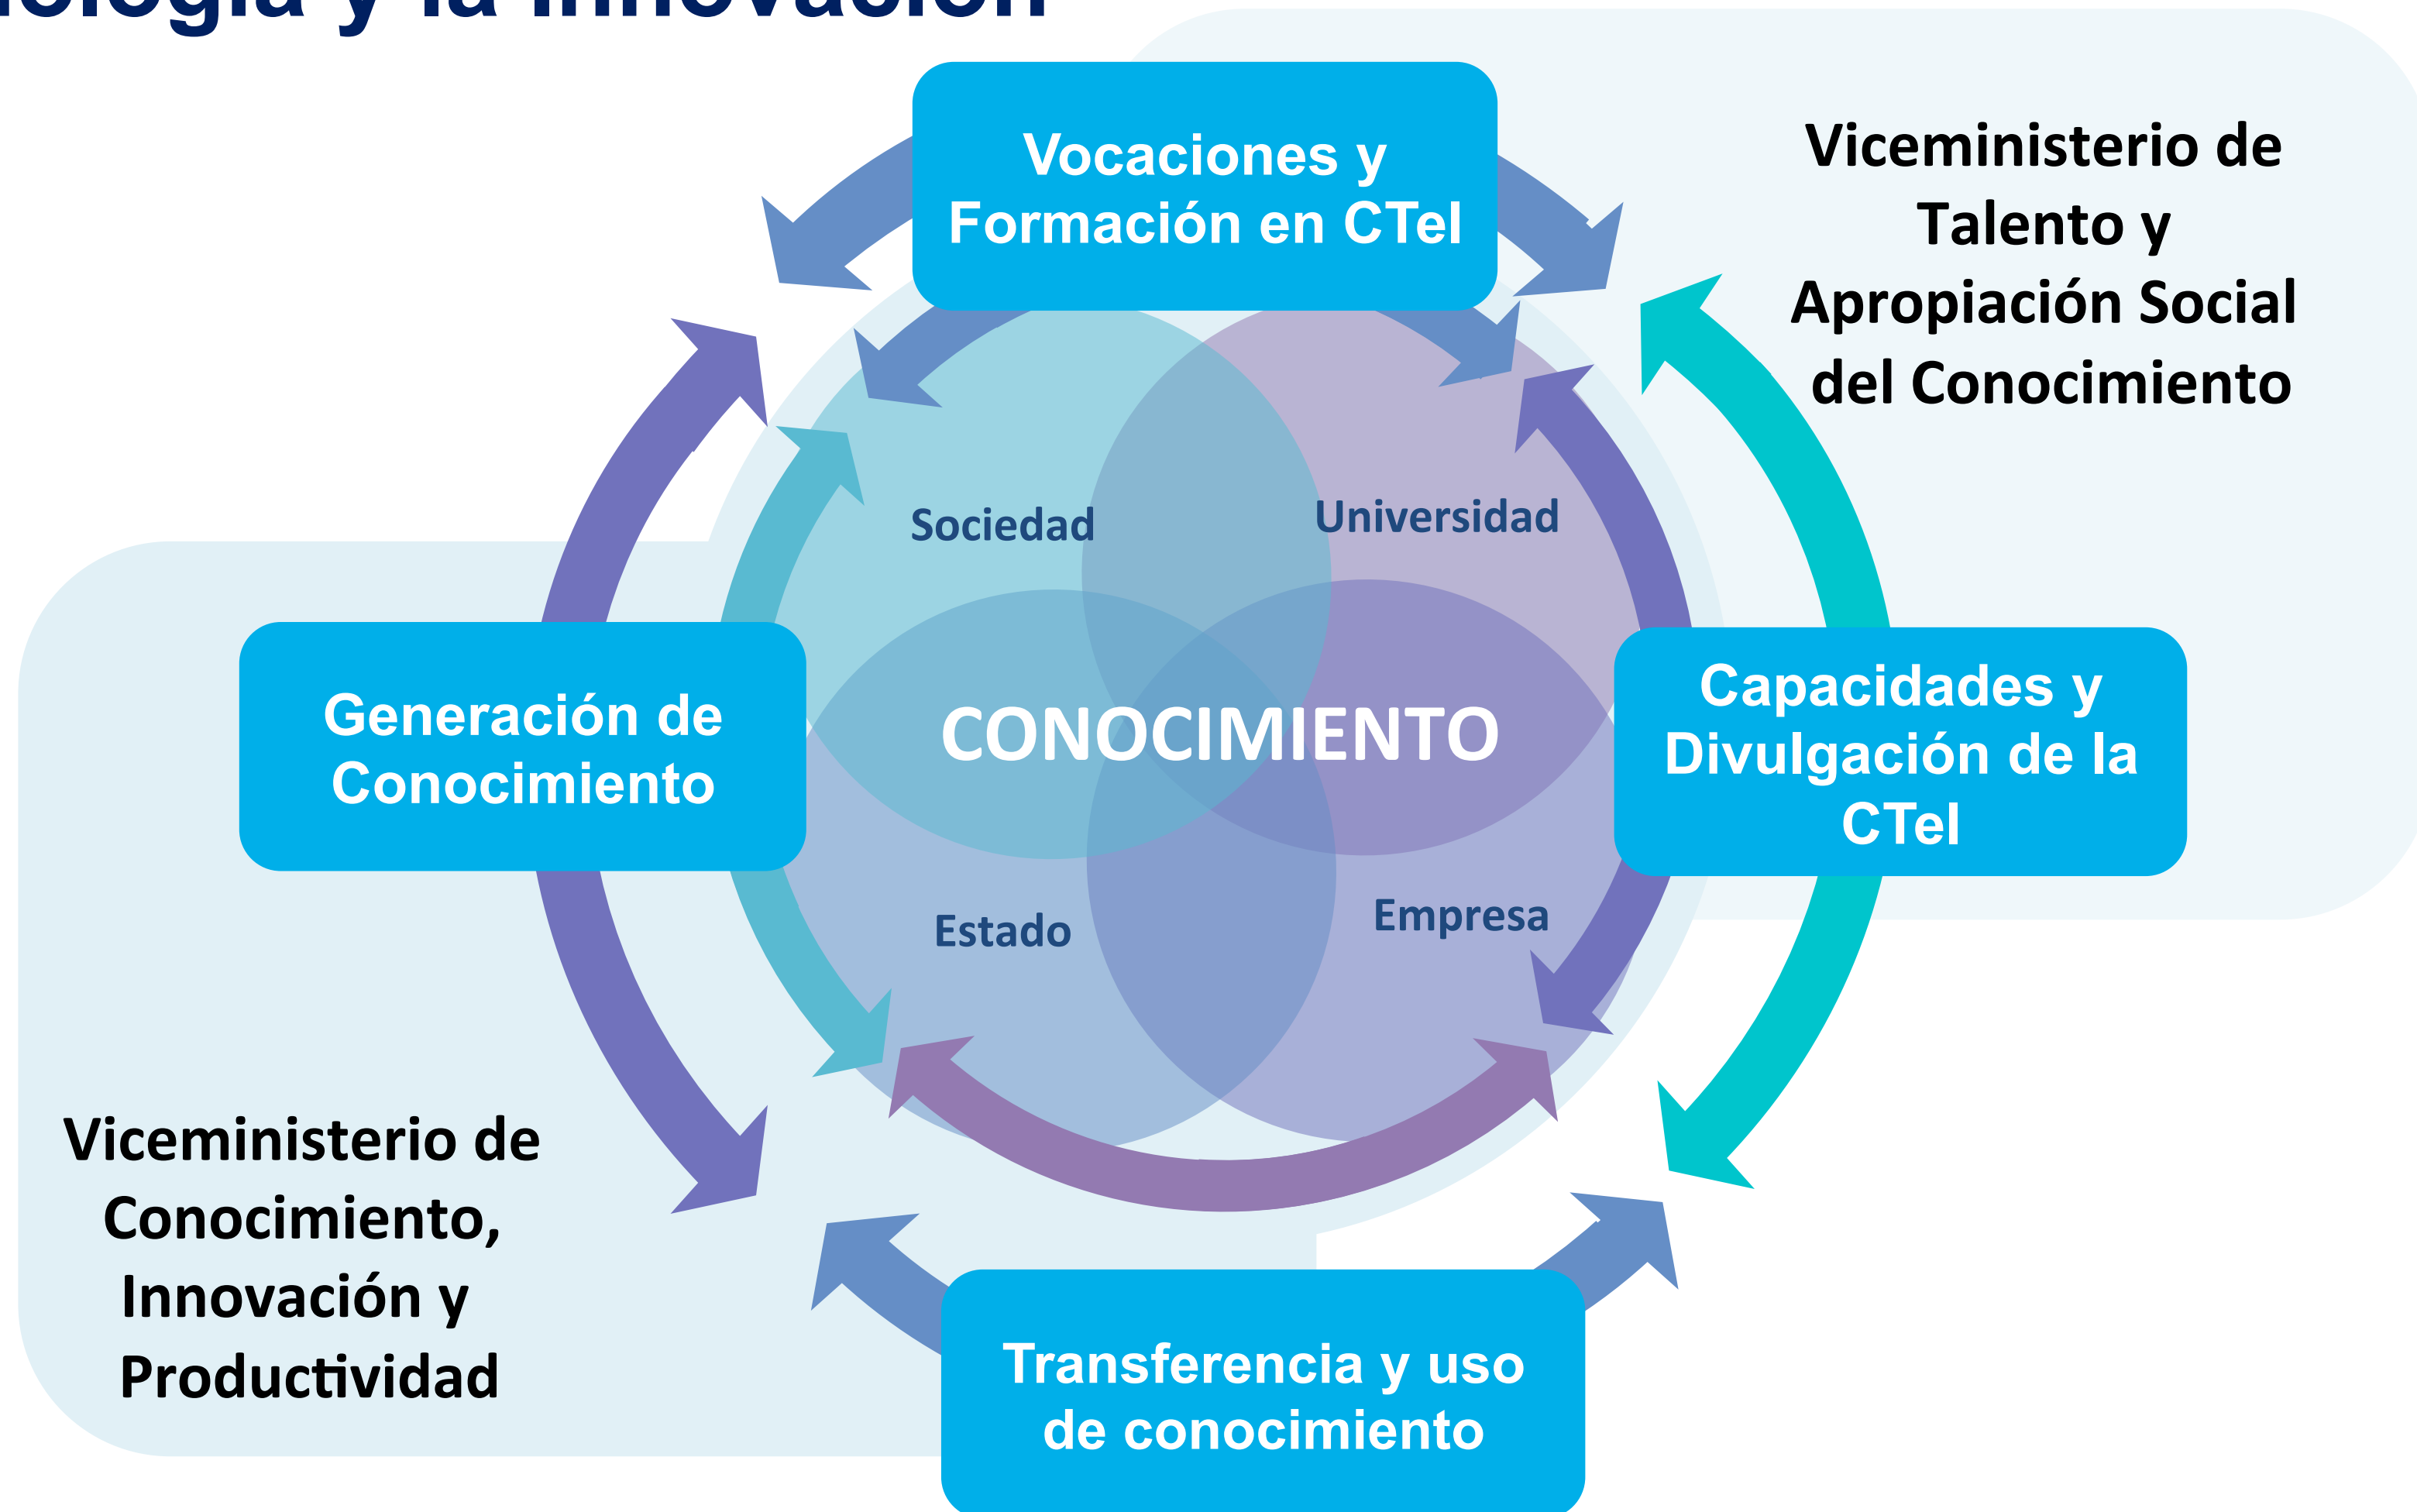 y la
Vocaciones y
Formación en CTeI
Viceministerio de
Talento y
Apropiación Social
del Conocimiento
Sociedad
Universidad
Generación de
Conocimiento
CONOCIMIENTO
Capacidades y
Divulgación de la
CTeI
Estado
Empresa
Viceministerio de
Conocimiento,
Innovación y
Productividad
Transferencia y uso
de conocimiento